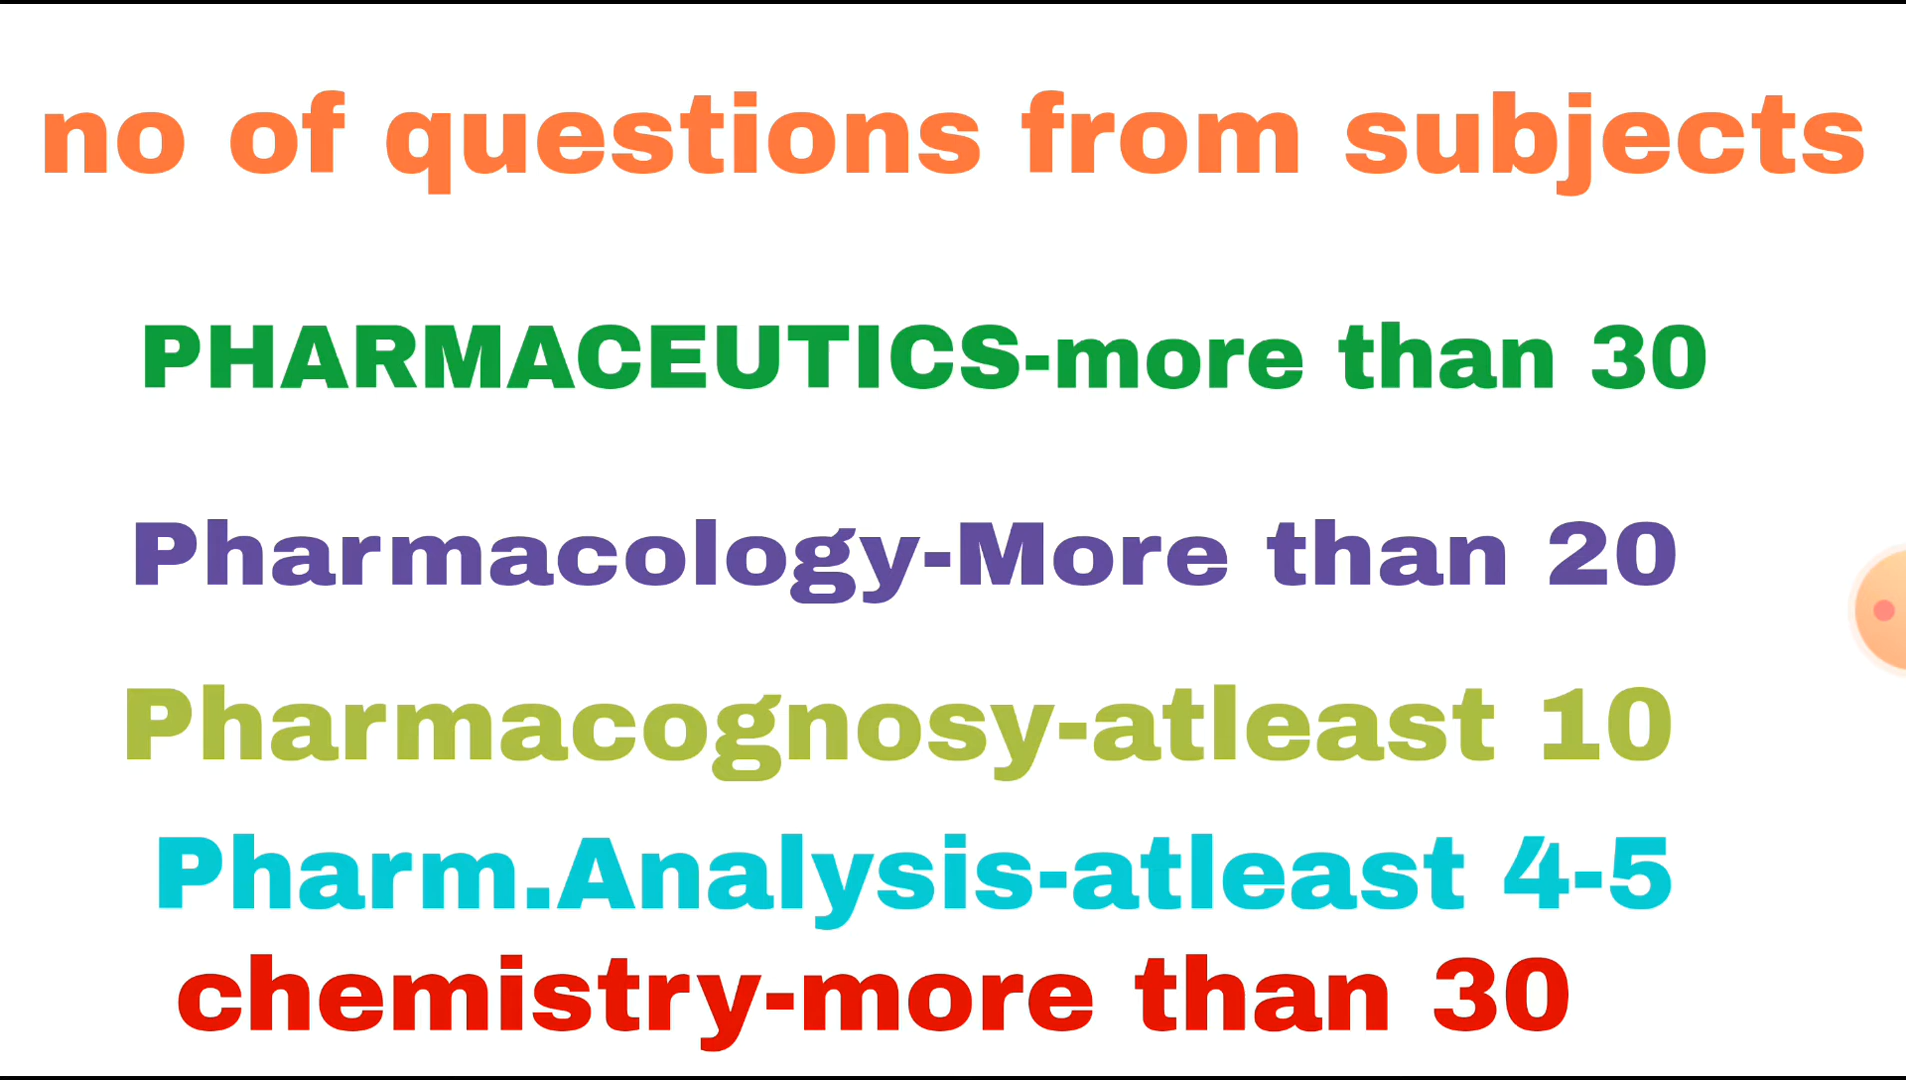 no of questions from subjects
PHARMACEUTICS-more than 30
Pharmacology-More than 20
Pharmacognosy-atleast 10
Pharm.Analysis-atleast 4-5
chemistry-more than 30